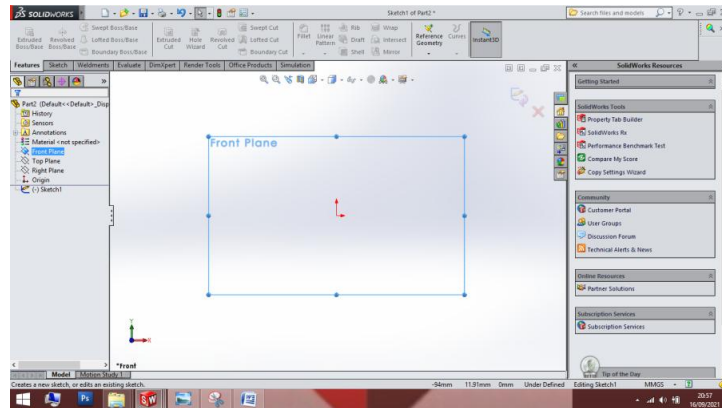 SOLIDWORKS
Sketch1 of Part2 *
Search files and models
Extruded Boss/Base
Revolved Boss/Base
Swept Boss/Base
Lofted Boss/Base
Boundary Boss/Base
Extruded Cut
Hole Wizard
Revolved Cut
Swept Cut
Lofted Cut
Boundary Cut
Fillet
Linear Pattern
Rib
Draft
Shell
Wrap
Intersect
Mirror
Reference Geometry
Curves
Instant3D
Features Sketch Weldments Evaluate DimXpert Render Tools Office Products Simulation
Part2 (Default<<Default>_Disp
History
Sensors
Annotations
Material <not specified>
Front Plane
Top Plane
Right Plane
Origin
(-) Sketch1
Front Plane
Y
X
*Front
Model Motion Study 1
SolidWorks Resources
Getting Started
SolidWorks Tools
Property Tab Builder
SolidWorks Rx
Performance Benchmark Test
Compare My Score
Copy Settings Wizard
Community
Customer Portal
User Groups
Discussion Forum
Technical Alerts & News
Online Resources
Partner Solutions
Subscription Services
Subscription Services
Tip of the Day
Creates a new sketch, or edits an existing sketch.
-94mm 11.91mm 0mm Under Defined Editing Sketch1 MMGS
Ps
SW
20:57
16/09/2021